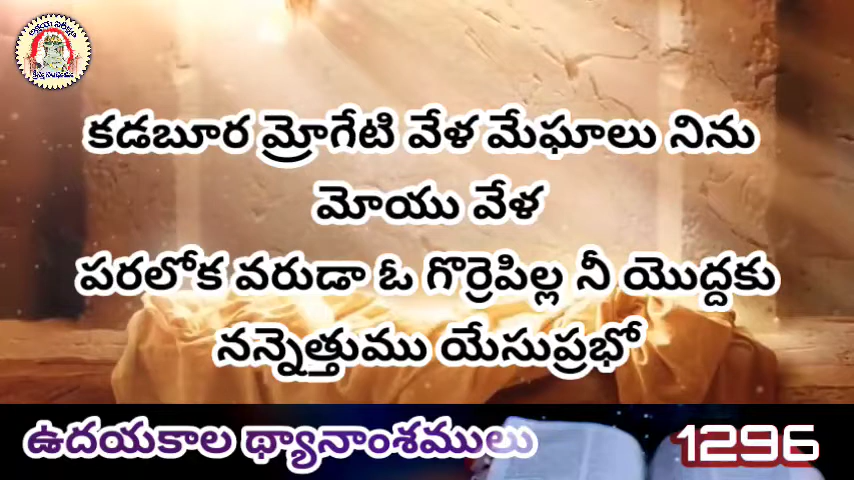 కడబూర మ్రోగేటి వేళ మేఘాలు నిను
మోయు వేళ
పరలోక వరుడా ఓ గొర్రెపిల్ల నీ యొద్దకు
నన్నెత్తుము యేసుప్రభో
ఉదయకాల ధ్యానాంశములు
1296